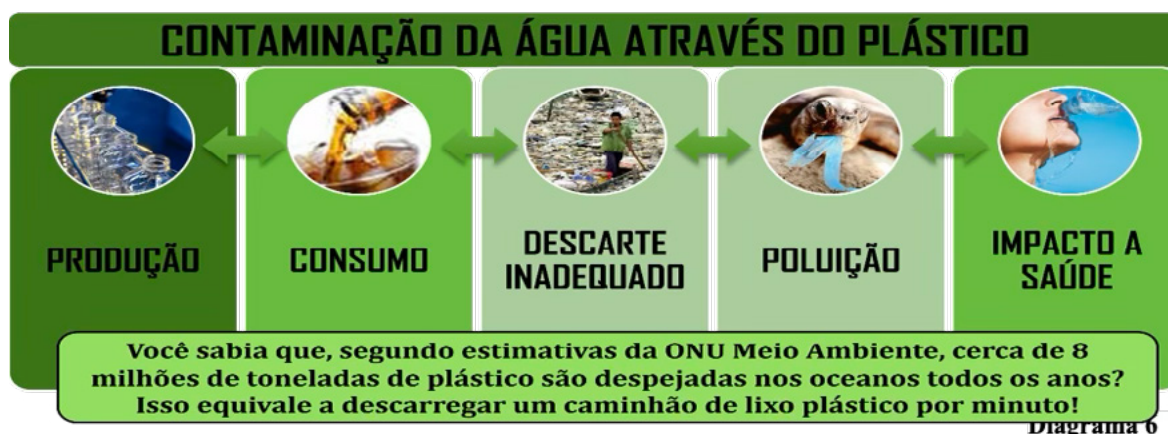 CONTAMINAÇÃO DA ÁGUA ATRAVÉS DO PLÁSTICO
PRODUÇÃO
CONSUMO
DESCARTE
INADEQUADO
POLUIÇÃO
IMPACTO A
SAÚDE
Você sabia que, segundo estimativas da ONU Meio Ambiente, cerca de 8
milhões de toneladas de plástico são despejadas nos oceanos todos os anos?
Isso equivale a descarregar um caminhão de lixo plástico por minuto!
Diagrama 6